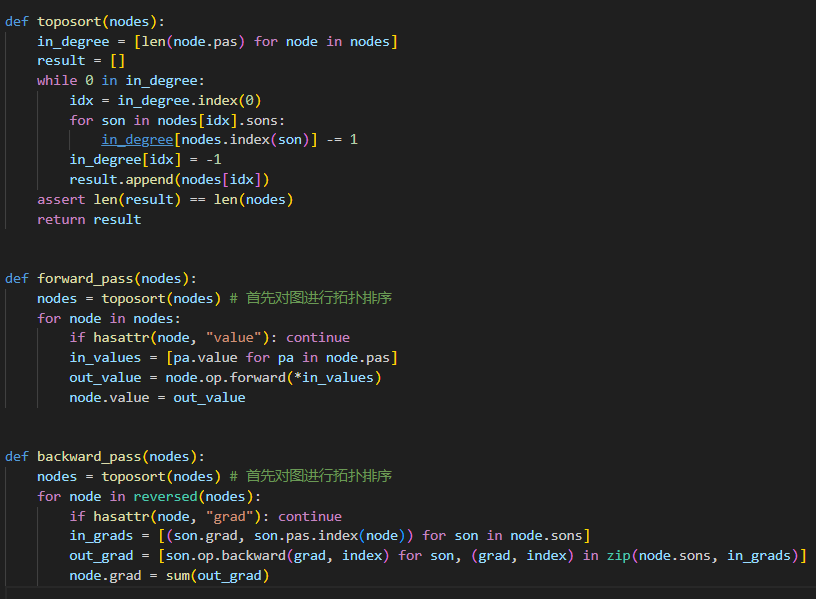 def toposort(nodes):
    in_degree = [len(node.pas) for node in nodes]
    result = []
    while 0 in in_degree:
        idx = in_degree.index(0)
        for son in nodes[idx].sons:
            in_degree[nodes.index(son)] -= 1
        in_degree[idx] = -1
        result.append(nodes[idx])
    assert len(result) == len(nodes)
    return result
def forward_pass(nodes):
    nodes = toposort(nodes) # 首先对图进行拓扑排序
    for node in nodes:
        if hasattr(node, "value"): continue
        in_values = [pa.value for pa in node.pas]
        out_value = node.op.forward(*in_values)
        node.value = out_value
def backward_pass(nodes):
    nodes = toposort(nodes) # 首先对图进行拓扑排序
    for node in reversed(nodes):
        if hasattr(node, "grad"): continue
        in_grads = [(son.grad, son.pas.index(node)) for son in node.sons]
        out_grad = [son.op.backward(grad, index) for son, (grad, index) in zip(node.sons, in_grads)]
        node.grad = sum(out_grad)